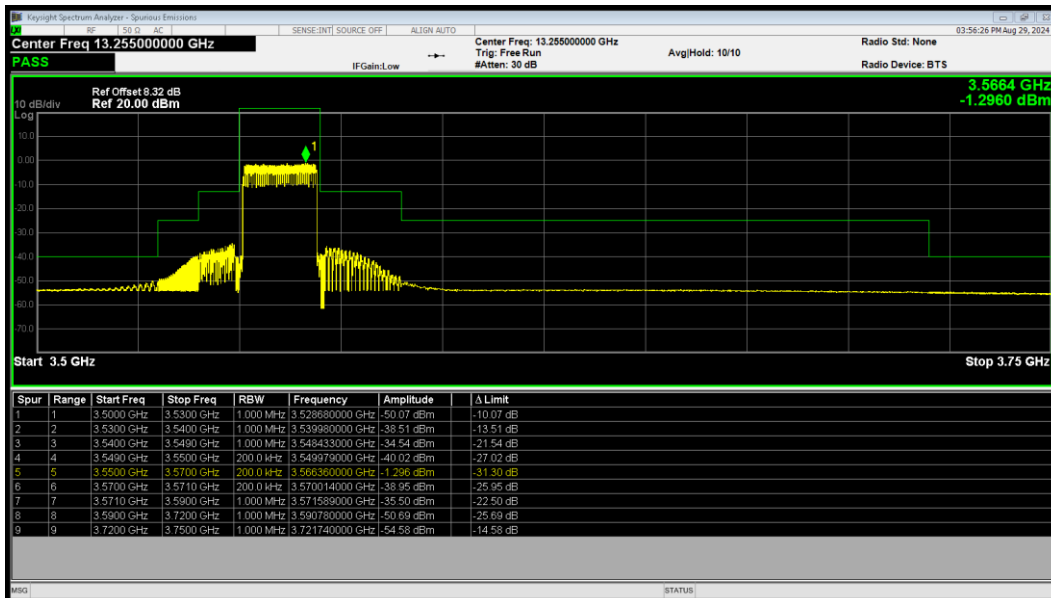 Keysight Spectrum Analyzer - Spurious Emissions
RF 50 Ω AC SENSE:INT SOURCE OFF ALIGN AUTO 03:56:26 PM Aug 29, 2024
Center Freq 13.255000000 GHz Center Freq: 13.255000000 GHz Radio Std: None
Trig: Free Run Avg|Hold: 10/10
PASS IFGain:Low #Atten: 30 dB Radio Device: BTS
3.5664 GHz
Ref Offset 8.32 dB
10 dB/div Ref 20.00 dBm -1.2960 dBm
Log
10.0
0.00
-10.0
-20.0
-30.0
-40.0
-50.0
-60.0
-70.0
1
Start 3.5 GHz Stop 3.75 GHz
Spur Range Start Freq Stop Freq RBW Frequency Amplitude Δ Limit
1 1 3.5000 GHz 3.5300 GHz 1.000 MHz 3.528680000 GHz -50.07 dBm -10.07 dB
2 2 3.5300 GHz 3.5400 GHz 1.000 MHz 3.539980000 GHz -38.51 dBm -13.51 dB
3 3 3.5400 GHz 3.5490 GHz 1.000 MHz 3.548433000 GHz -34.54 dBm -21.54 dB
4 4 3.5490 GHz 3.5500 GHz 200.0 kHz 3.549979000 GHz -40.02 dBm -27.02 dB
5 5 3.5500 GHz 3.5700 GHz 200.0 kHz 3.566360000 GHz -1.296 dBm -31.30 dB
6 6 3.5700 GHz 3.5710 GHz 200.0 kHz 3.570014000 GHz -38.95 dBm -25.95 dB
7 7 3.5710 GHz 3.5900 GHz 1.000 MHz 3.571589000 GHz -35.50 dBm -22.50 dB
8 8 3.5900 GHz 3.7200 GHz 1.000 MHz 3.590780000 GHz -50.69 dBm -25.69 dB
9 9 3.7200 GHz 3.7500 GHz 1.000 MHz 3.721740000 GHz -54.58 dBm -14.58 dB
MSG STATUS